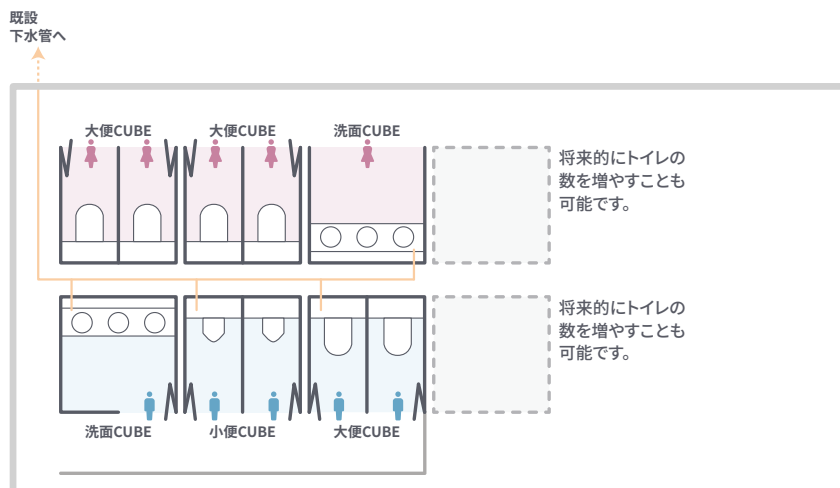 既設
下水管へ
大便CUBE
大便CUBE
洗面CUBE
将来的にトイレの
数を増やすことも
可能です。
将来的にトイレの
数を増やすことも
可能です。
洗面CUBE
小便CUBE
大便CUBE